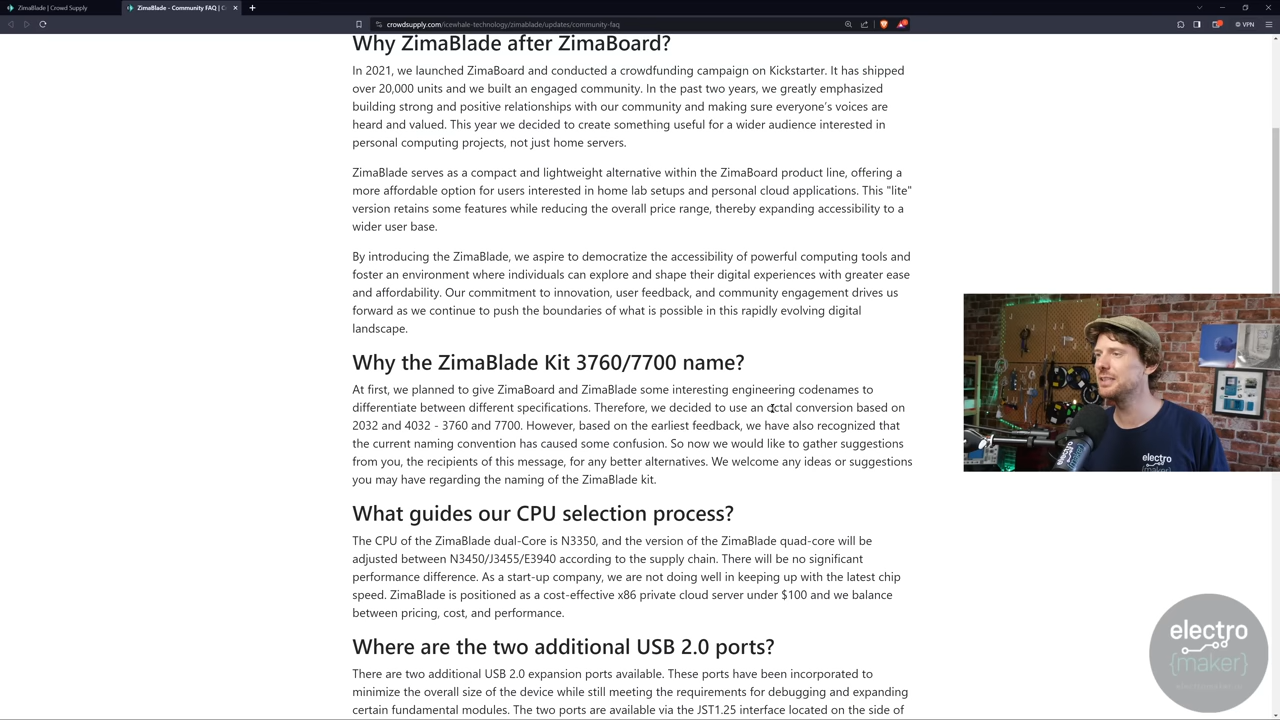 ZimaBlade | Crowd Supply
ZimaBlade - Community FAQ | C
crowdsupply.com/icewhale-technology/zimablade/updates/community-faq
VPN
Why ZimaBlade after ZimaBoard?
In 2021, we launched ZimaBoard and conducted a crowdfunding campaign on Kickstarter. It has shipped
over 20,000 units and we built an engaged community. In the past two years, we greatly emphasized
building strong and positive relationships with our community and making sure everyone's voices are
heard and valued. This year we decided to create something useful for a wider audience interested in
personal computing projects, not just home servers.
ZimaBlade serves as a compact and lightweight alternative within the ZimaBoard product line, offering a
more affordable option for users interested in home lab setups and personal cloud applications. This "lite"
version retains some features while reducing the overall price range, thereby expanding accessibility to a
wider user base.
By introducing the ZimaBlade, we aspire to democratize the accessibility of powerful computing tools and
foster an environment where individuals can explore and shape their digital experiences with greater ease
and affordability. Our commitment to innovation, user feedback, and community engagement drives us
forward as we continue to push the boundaries of what is possible in this rapidly evolving digital
landscape.
Why the ZimaBlade Kit 3760/7700 name?
At first, we planned to give ZimaBoard and ZimaBlade some interesting engineering codenames to
differentiate between different specifications. Therefore, we decided to use an octal conversion based on
2032 and 4032 - 3760 and 7700. However, based on the earliest feedback, we have also recognized that
the current naming convention has caused some confusion. So now we would like to gather suggestions
from you, the recipients of this message, for any better alternatives. We welcome any ideas or suggestions
you may have regarding the naming of the ZimaBlade kit.
What guides our CPU selection process?
The CPU of the ZimaBlade dual-Core is N3350, and the version of the ZimaBlade quad-core will be
adjusted between N3450/J3455/E3940 according to the supply chain. There will be no significant
performance difference. As a start-up company, we are not doing well in keeping up with the latest chip
speed. ZimaBlade is positioned as a cost-effective x86 private cloud server under $100 and we balance
between pricing, cost, and performance.
Where are the two additional USB 2.0 ports?
There are two additional USB 2.0 expansion ports available. These ports have been incorporated to
minimize the overall size of the device while still meeting the requirements for debugging and expanding
certain fundamental modules. The two ports are available via the JST1.25 interface located on the side of
electro
electro
{maker}